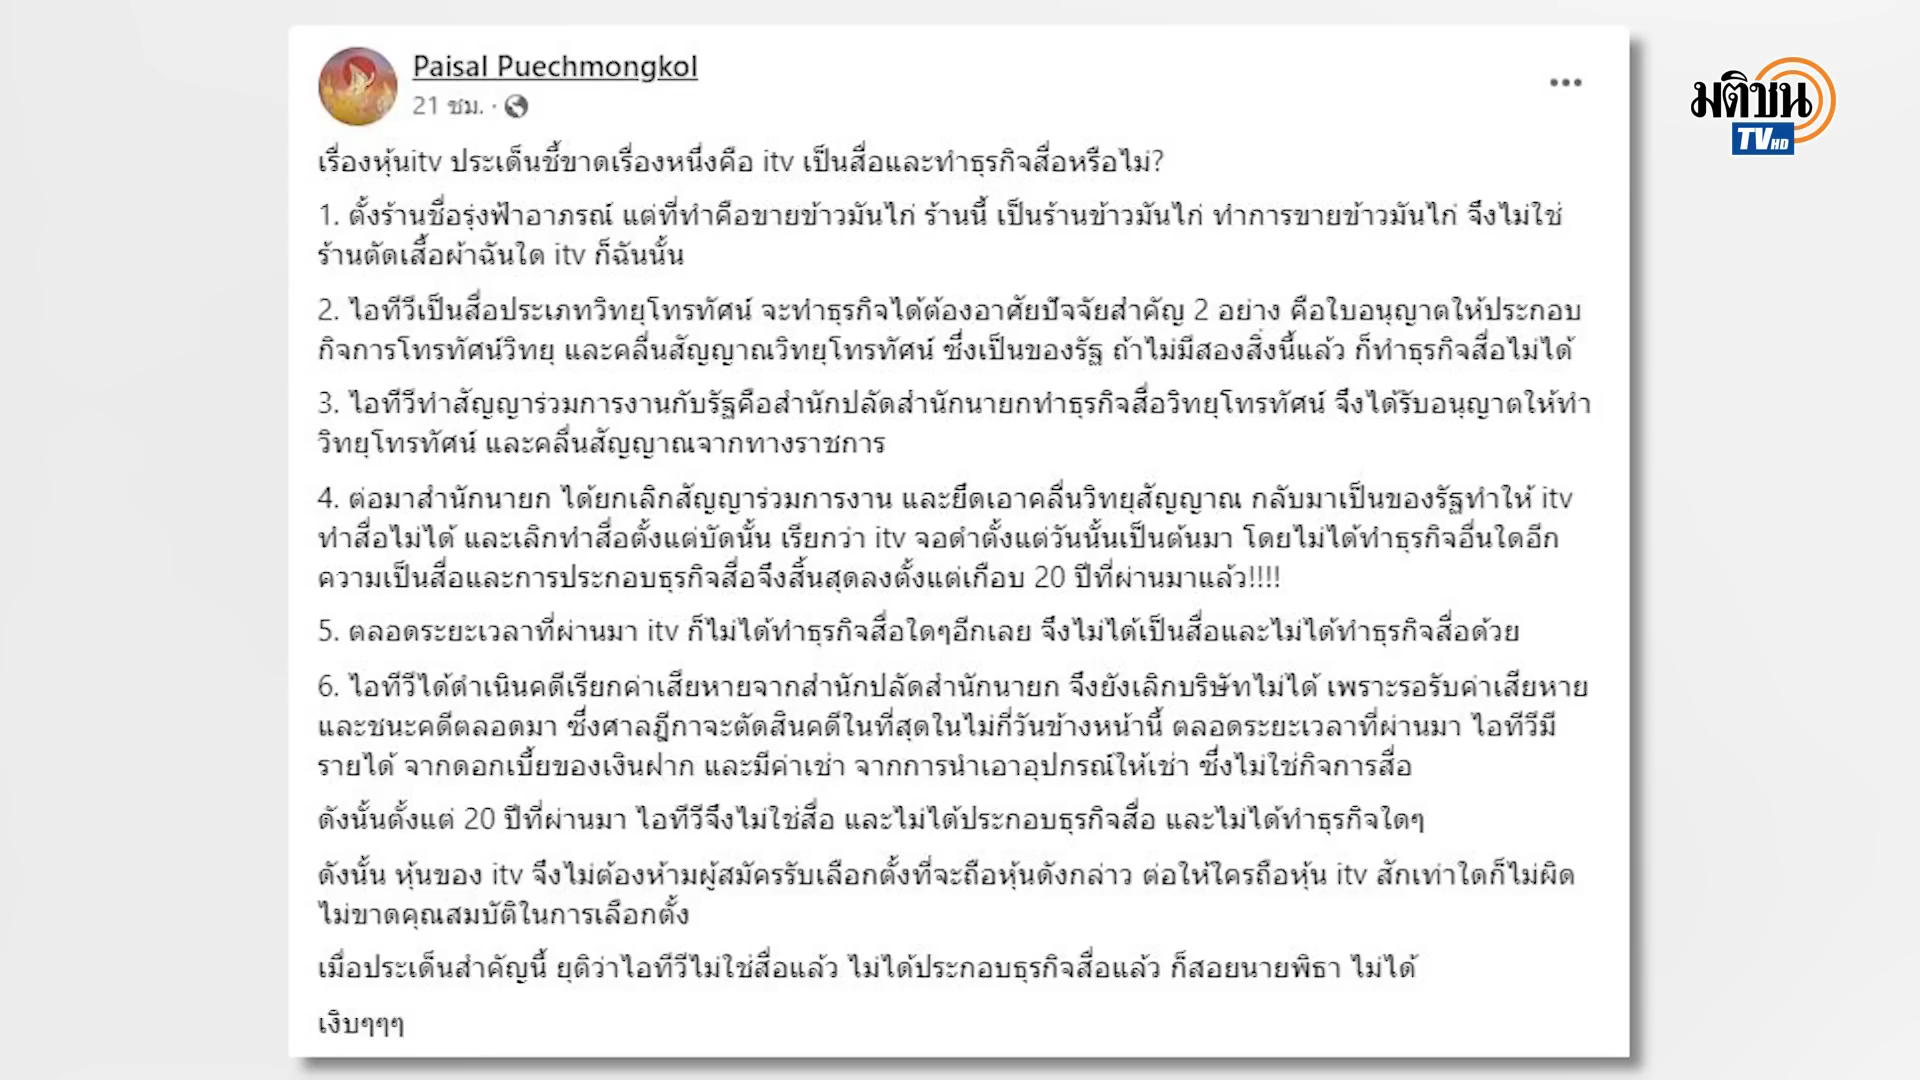 Paisal Puechmongkol
21 ชม. ·
มติชน
TV HD
เรื่องหุ้นitv ประเด็นชี้ขาดเรื่องหนึ่งคือ itv เป็นสื่อและทำธุรกิจสื่อหรือไม่?
1. ตั้งร้านชื่อรุ่งฟ้าอาภรณ์ แต่ที่ทำคือขายข้าวมันไก่ ร้านนี้ เป็นร้านข้าวมันไก่ ทำการขายข้าวมันไก่ จึงไม่ใช่
ร้านตัดเสื้อผ้าฉันใด itv ก็ฉันนั้น
2. ไอทีวีเป็นสื่อประเภทวิทยุโทรทัศน์ จะทำธุรกิจได้ต้องอาศัยปัจจัยสำคัญ 2 อย่าง คือใบอนุญาตให้ประกอบ
กิจการโทรทัศน์วิทยุ และคลื่นสัญญาณวิทยุโทรทัศน์ ซึ่งเป็นของรัฐ ถ้าไม่มีสองสิ่งนี้แล้ว ก็ทำธุรกิจสื่อไม่ได้
3. ไอทีวีทำสัญญาร่วมการงานกับรัฐคือสำนักปลัดสำนักนายกทำธุรกิจสื่อวิทยุโทรทัศน์ จึงได้รับอนุญาตให้ทำ
วิทยุโทรทัศน์ และคลื่นสัญญาณจากทางราชการ
4. ต่อมาสำนักนายก ได้ยกเลิกสัญญาร่วมการงาน และยึดเอาคลื่นวิทยุสัญญาณ กลับมาเป็นของรัฐทำให้ itv
ทำสื่อไม่ได้ และเลิกทำสื่อตั้งแต่บัดนั้น เรียกว่า itv จอดำตั้งแต่วันนั้นเป็นต้นมา โดยไม่ได้ทำธุรกิจอื่นใดอีก
ความเป็นสื่อและการประกอบธุรกิจสื่อจึงสิ้นสุดลงตั้งแต่เกือบ 20 ปีที่ผ่านมาแล้ว!!!!
5. ตลอดระยะเวลาที่ผ่านมา itv ก็ไม่ได้ทำธุรกิจสื่อใดๆอีกเลย จึงไม่ได้เป็นสื่อและไม่ได้ทำธุรกิจสื่อด้วย
6. ไอทีวีได้ดำเนินคดีเรียกค่าเสียหายจากสำนักปลัดสำนักนายก จึงยังเลิกบริษัทไม่ได้ เพราะรอรับค่าเสียหาย
และชนะคดีตลอดมา ซึ่งศาลฎีกาจะตัดสินคดีในที่สุดในไม่กี่วันข้างหน้านี้ ตลอดระยะเวลาที่ผ่านมา ไอทีวีมี
รายได้ จากดอกเบี้ยของเงินฝาก และมีค่าเช่า จากการนำเอาอุปกรณ์ให้เช่า ซึ่งไม่ใช่กิจการสื่อ
ดังนั้นตั้งแต่ 20 ปีที่ผ่านมา ไอทีวีจึงไม่ใช่สื่อ และไม่ได้ประกอบธุรกิจสื่อ และไม่ได้ทำธุรกิจใดๆ
ดังนั้น หุ้นของ itv จึงไม่ต้องห้ามผู้สมัครรับเลือกตั้งที่จะถือหุ้นดังกล่าว ต่อให้ใครถือหุ้น itv สักเท่าใดก็ไม่ผิด
ไม่ขาดคุณสมบัติในการเลือกตั้ง
เมื่อประเด็นสำคัญนี้ ยุติว่าไอทีวีไม่ใช่สื่อแล้ว ไม่ได้ประกอบธุรกิจสื่อแล้ว ก็สอยนายพิธา ไม่ได้
เงิบๆๆๆ